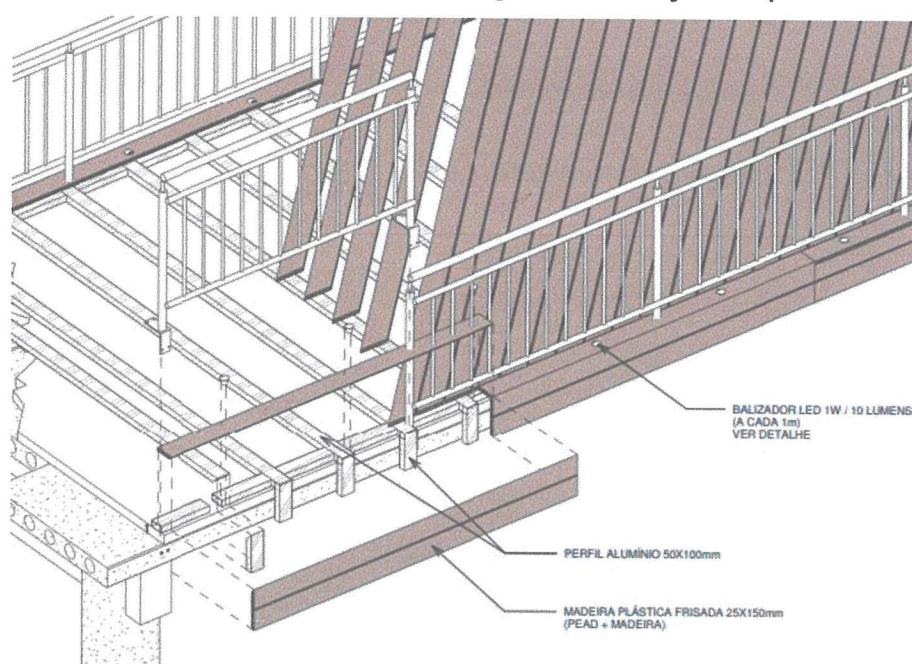 BALIZADOR LED 1W / 10 LUMENS
(A CADA 1m)
VER DETALHE
PERFIL ALUMÍNIO 50X100mm
MADEIRA PLÁSTICA FRISADA 25X150mm
(PEAD + MADEIRA)